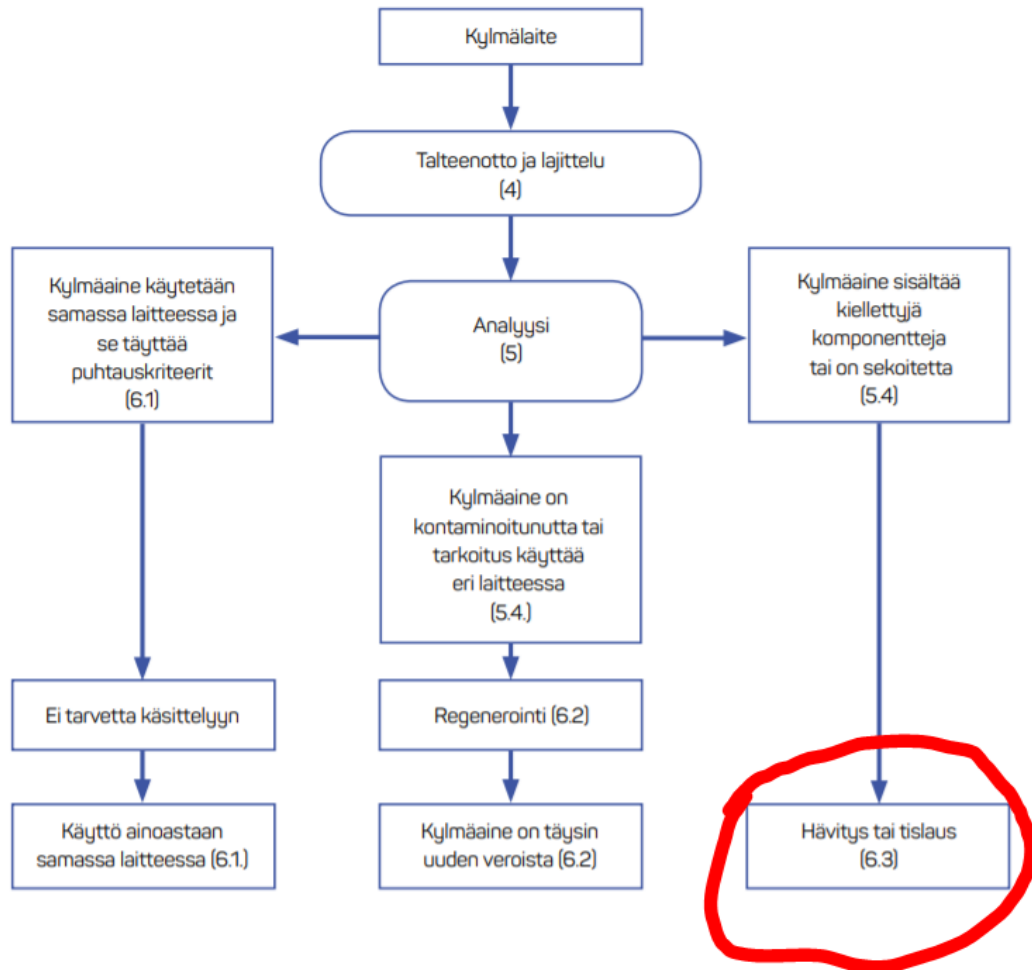 Kylmälaite
Talteenotto ja lajittelu
(4)
Kylmäaine käytetään
samassa laitteessa ja
se täyttää
puhtauskriteerit
(6.1)
Analyysi
(5)
Kylmäaine sisältää
kiellettyjä
komponentteja
tai on sekoitetta
(5.4)
Kylmäaine on
kontaminoitunutta tai
tarkoitus käyttää
eri laitteessa
(5.4.)
Ei tarvetta käsittelyyn
Regenerointi (6.2)
Käyttö ainoastaan
samassa laitteessa (6.1.)
Kylmäaine on täysin
uuden veroista (6.2)
Hävitys tai tislaus
(6.3)